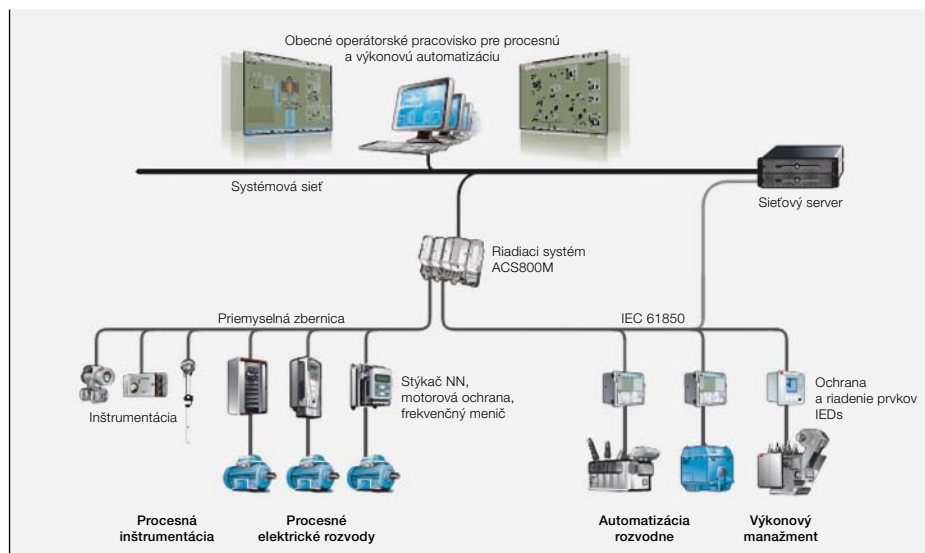 Obecné operátorské pracovisko pre procesnú
a výkonovú automatizáciu
Systémová sieť
Sieťový server
Riadiaci systém
ACS800M
Priemyselná zbernica
IEC 61850
Inštrumentácia
Stýkač NN,
motorová ochrana,
frekvenčný menič
Ochrana
a riadenie prvkov
IEDs
Procesná
inštrumentácia
Procesné
elektrické rozvody
Automatizácia
rozvodne
Výkonový
manažment